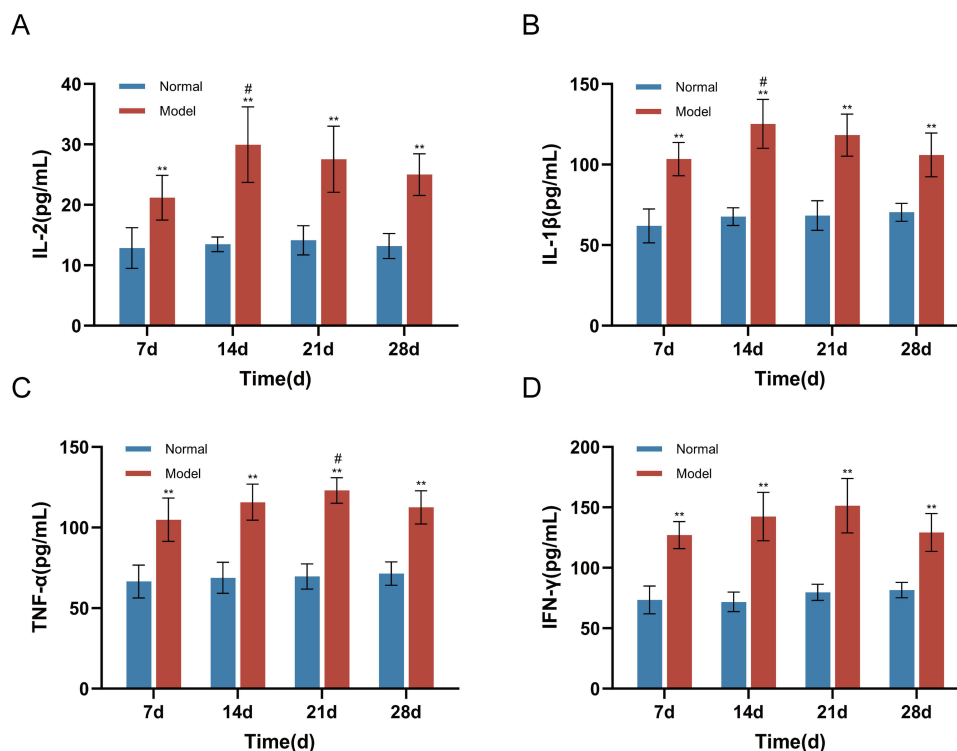 A
IL-2(pg/mL)
40
30
20
10
0
Normal
Model
**
#
**
**
**
7d
14d
21d
28d
Time(d)
B
IL-1β(pg/mL)
150
100
50
0
Normal
Model
**
#
**
**
**
7d
14d
21d
28d
Time(d)
C
TNF-α(pg/mL)
150
100
50
0
Normal
Model
**
**
#
**
**
7d
14d
21d
28d
Time(d)
D
IFN-γ(pg/mL)
200
150
100
50
0
Normal
Model
**
**
**
**
7d
14d
21d
28d
Time(d)